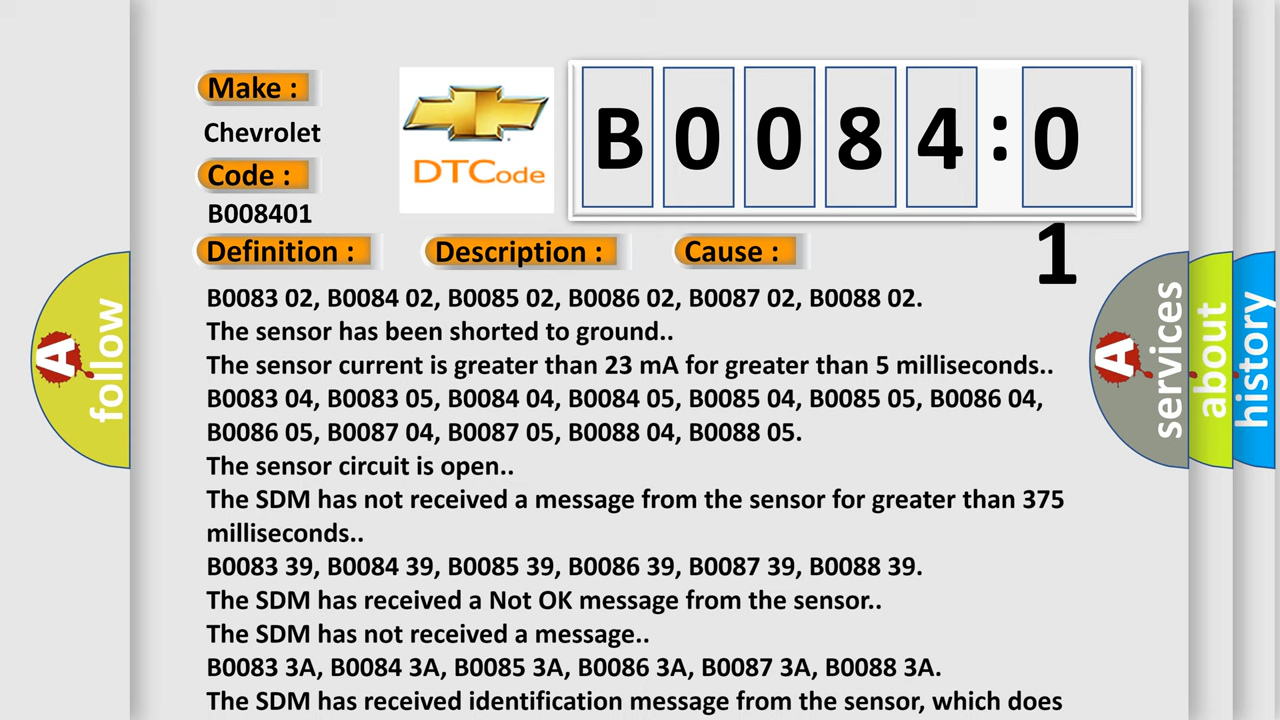 Make :
Chevrolet
Code :
B008401
DTCode
B0084:0
1
Definition :
Description :
Cause :
B0083 02, B0084 02, B0085 02, B0086 02, B0087 02, B0088 02.
The sensor has been shorted to ground..
The sensor current is greater than 23 mA for greater than 5 milliseconds..
B0083 04, B0083 05, B0084 04, B0084 05, B0085 04, B0085 05, B0086 04,
B0086 05, B0087 04, B0087 05, B0088 04, B0088 05.
The sensor circuit is open..
The SDM has not received a message from the sensor for greater than 375
milliseconds..
B0083 39, B0084 39, B0085 39, B0086 39, B0087 39, B0088 39.
The SDM has received a Not OK message from the sensor..
The SDM has not received a message..
B0083 3A, B0084 3A, B0085 3A, B0086 3A, B0087 3A, B0088 3A.
The SDM has received identification message from the sensor, which does
A follow
A services
about
history